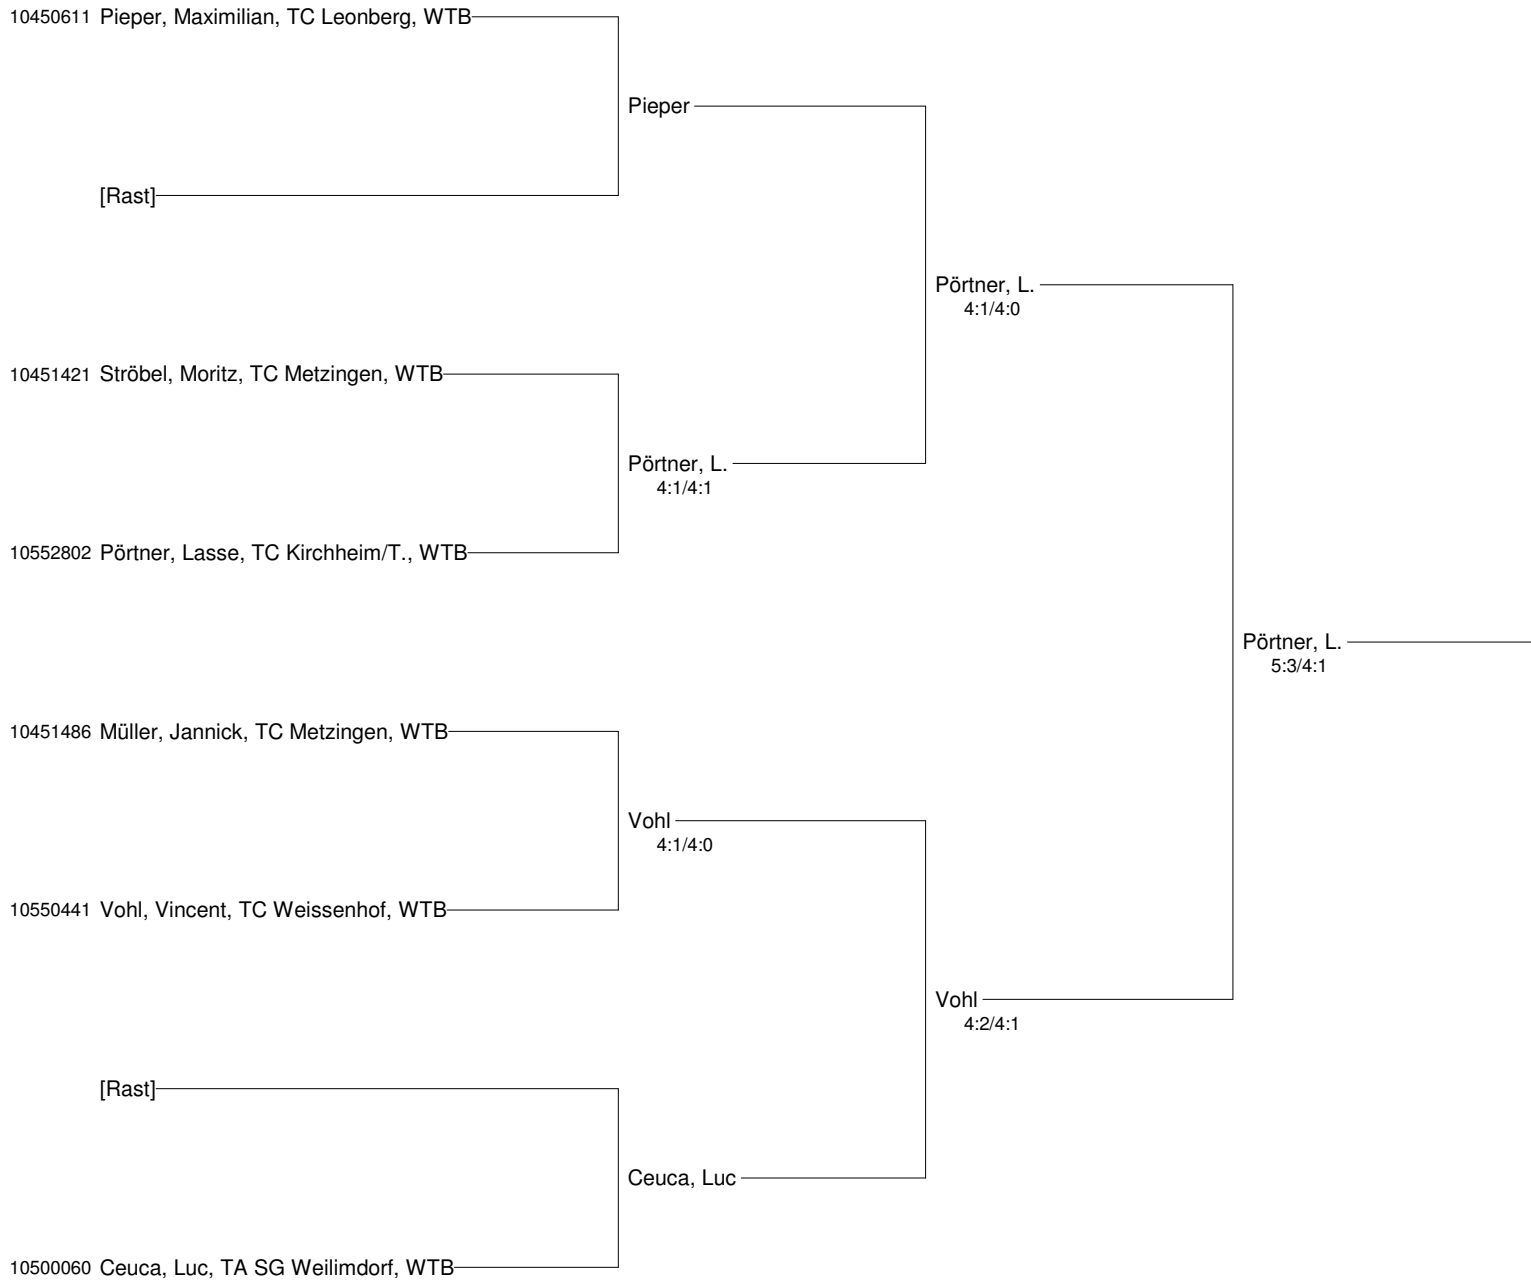 10450611 Pieper, Maximilian, TC Leonberg, WTB
Pieper
[Rast]
Pörtner, L.
4:1/4:0
10451421 Ströbel, Moritz, TC Metzingen, WTB
Pörtner, L.
4:1/4:1
10552802 Pörtner, Lasse, TC Kirchheim/T., WTB
Pörtner, L.
5:3/4:1
10451486 Müller, Jannick, TC Metzingen, WTB
Vohl
4:1/4:0
10550441 Vohl, Vincent, TC Weissenhof, WTB
Vohl
4:2/4:1
[Rast]
Ceuca, Luc
10500060 Ceuca, Luc, TA SG Weilimdorf, WTB